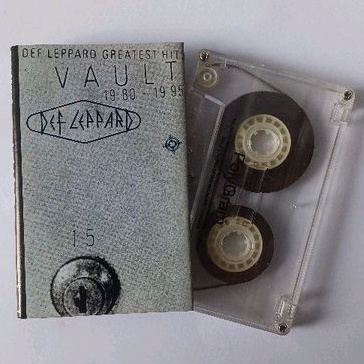 DEF LEPPARD GREATEST HITS
VAULT
1980 - 1995
DEF LEPPARD
15
PolyGram